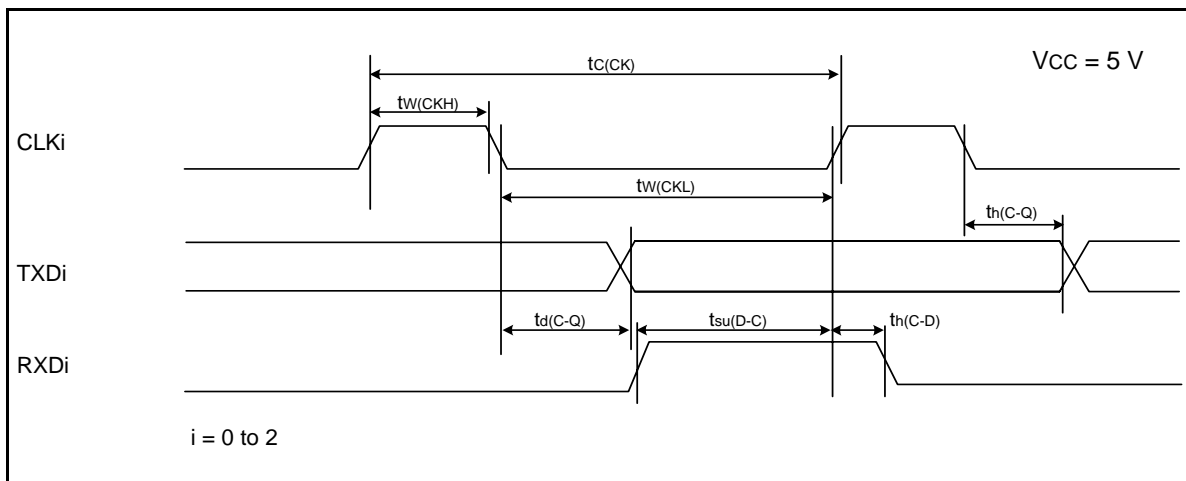 VCC = 5 V
tC(CK)
tW(CKH)
CLKi
tW(CKL)
th(C-Q)
TXDi
td(C-Q)
tsu(D-C)
th(C-D)
RXDi
i = 0 to 2